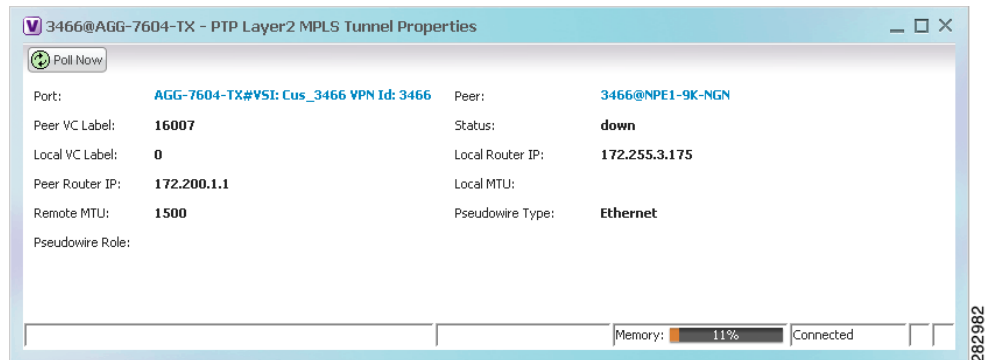 V 3466@AGG-7604-TX - PTP Layer2 MPLS Tunnel Properties
Poll Now
Port: AGG-7604-TX#VSI: Cus_3466 VPN Id: 3466 Peer: 3466@NPE1-9K-NGN
Peer VC Label: 16007 Status: down
Local VC Label: 0 Local Router IP: 172.255.3.175
Peer Router IP: 172.200.1.1 Local MTU:
Remote MTU: 1500 Pseudowire Type: Ethernet
Pseudowire Role:
Memory: 11% Connected
282982